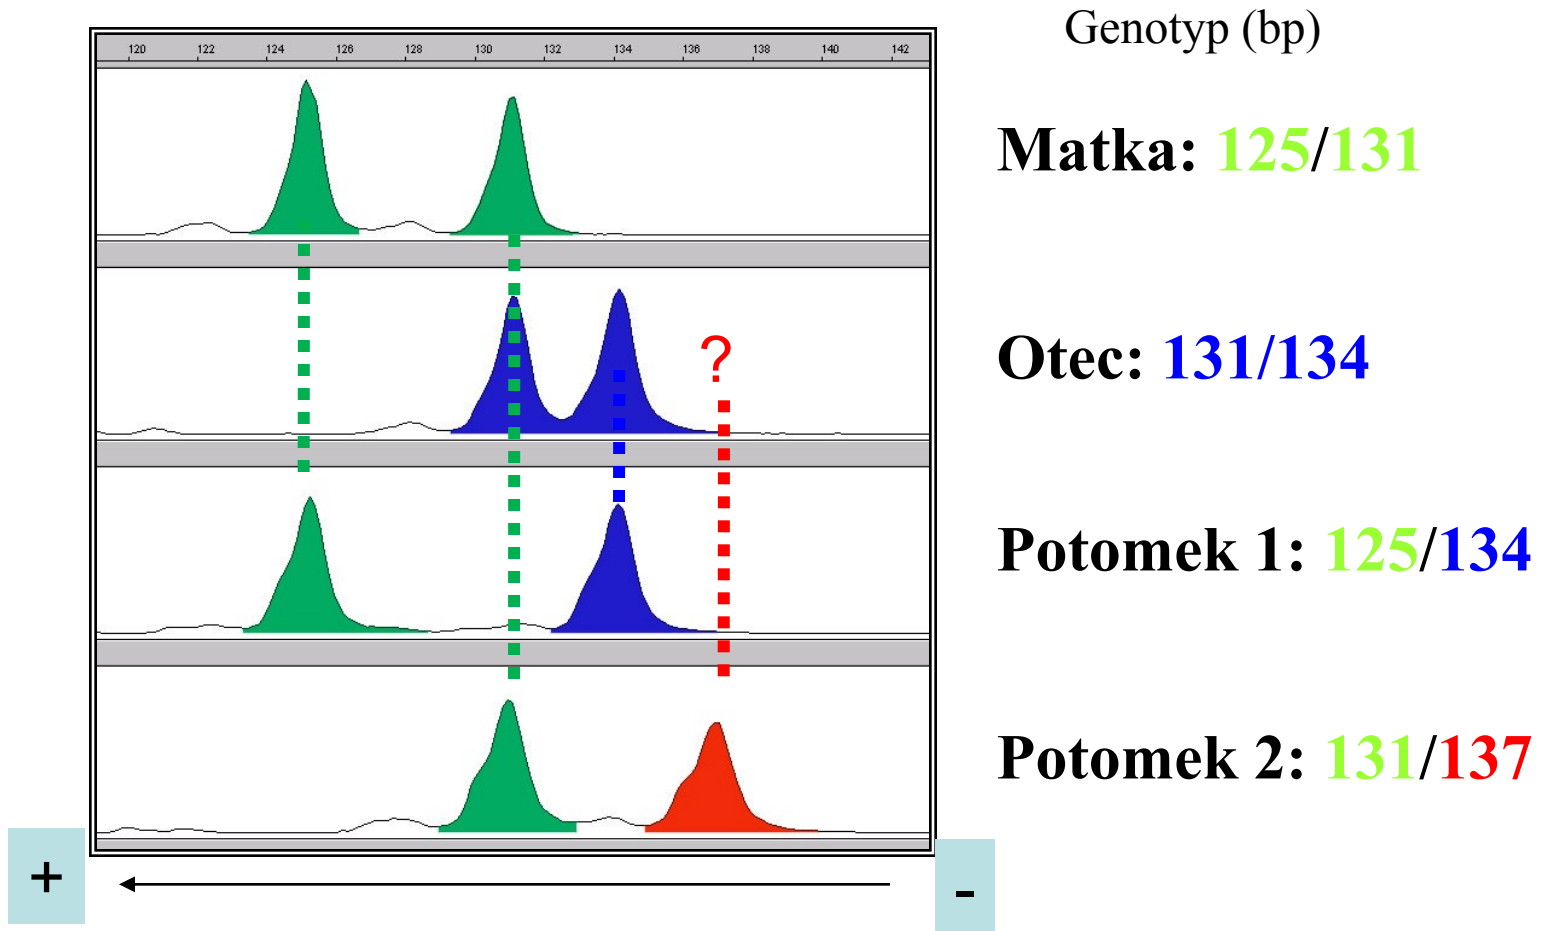 Genotyp (bp)
120 122 124 126 128 130 132 134 136 138 140 142
Matka: 125/131
?
Otec: 131/134
Potomek 1: 125/134
Potomek 2: 131/137
+
-